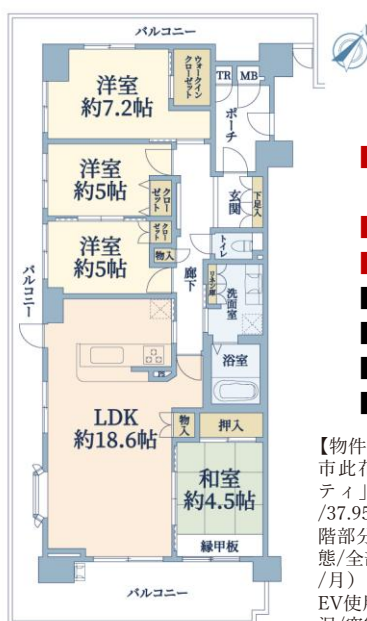 バルコニー
洋室
約7.2帖
ウォークイン
クローゼット
TR
MB
ポーチ
洋室
約5帖
クロー
ゼット
玄関
下足入
洋室
約5帖
クロー
ゼット
物入
トイレ
廊下
洗面室
バルコニー
浴室
LDK
約18.6帖
物入
押入
和室
約4.5帖
縁甲板
バルコニー
【物件
市此花
ティ」
/37.95
階部分
態/全
/月)
EV使用